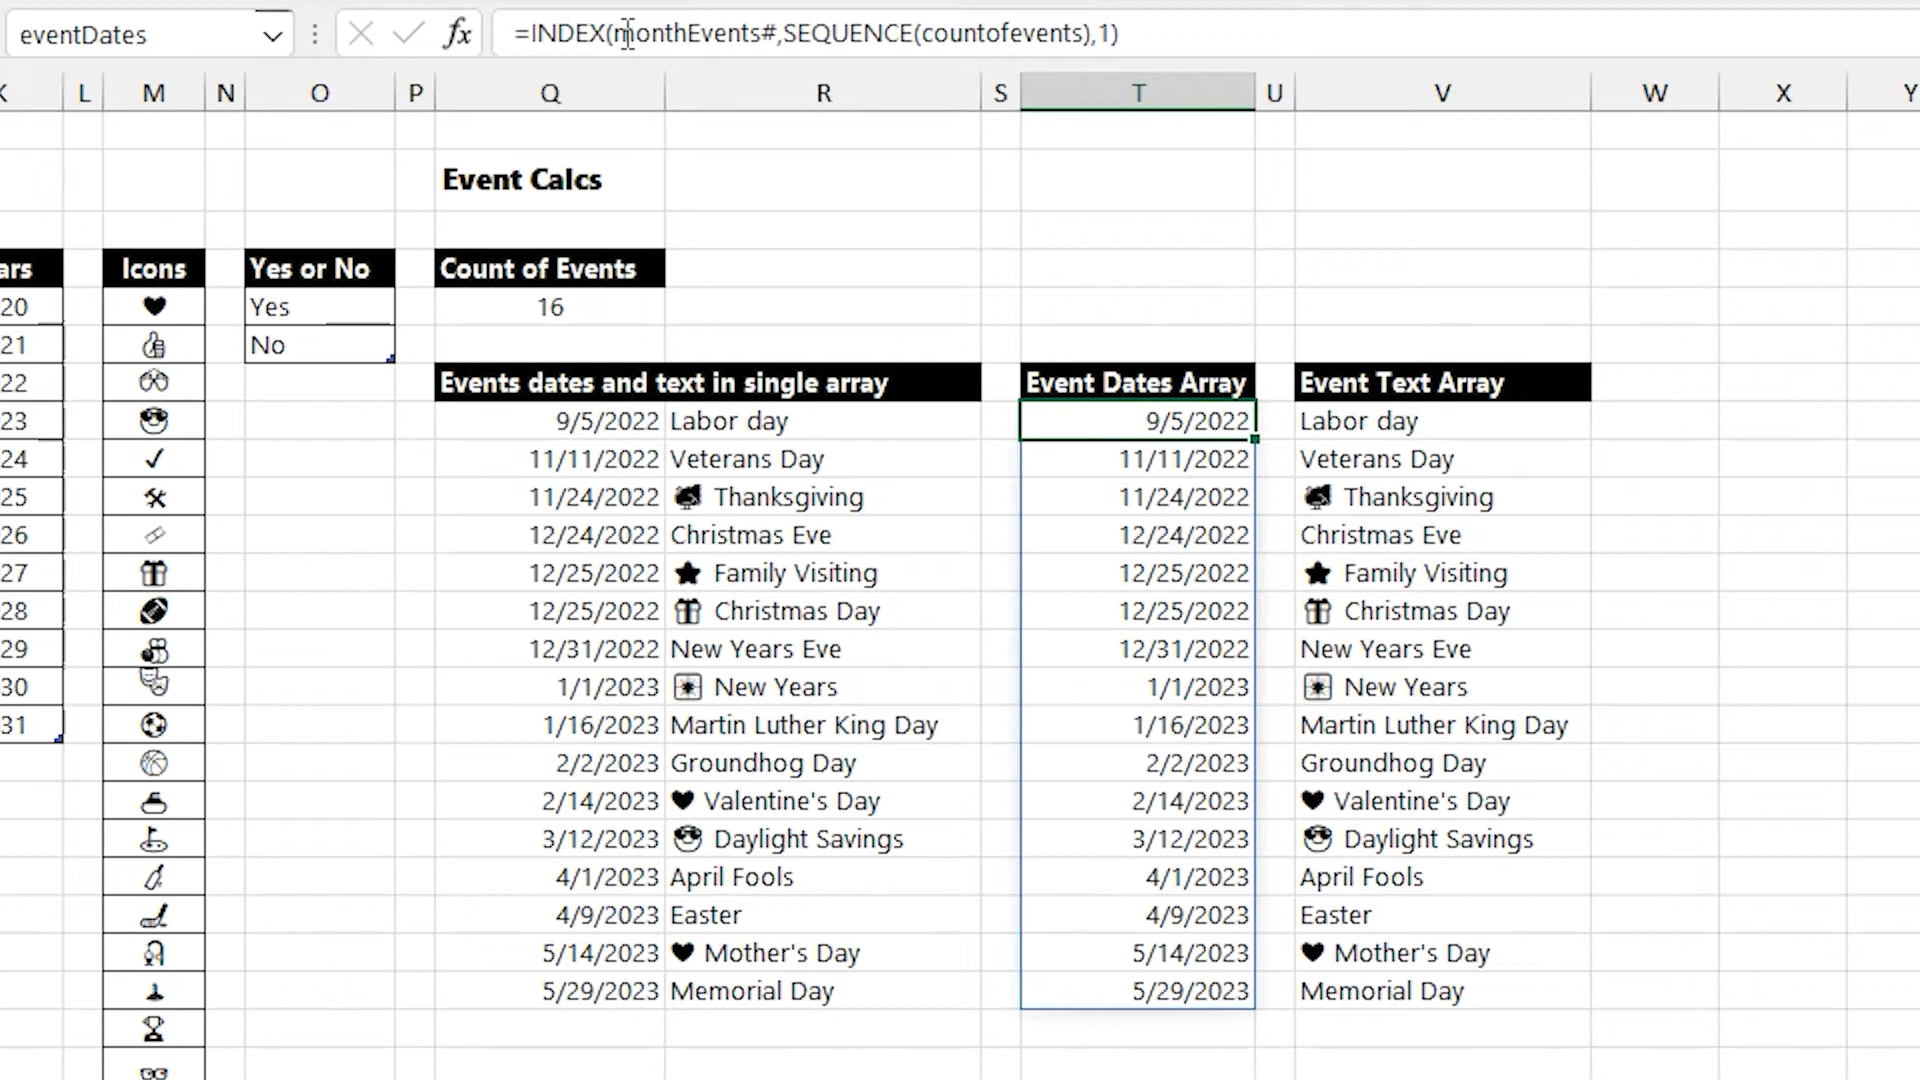 eventDates fx =INDEX(monthEvents#,SEQUENCE(countofevents),1)
K L M N O P Q R S T U V W X Y
Event Calcs
ars Icons Yes or No Count of Events
20 Yes 16
21 No
22 Events dates and text in single array Event Dates Array Event Text Array
23 9/5/2022 Labor day 9/5/2022 Labor day
24 11/11/2022 Veterans Day 11/11/2022 Veterans Day
25 11/24/2022 Thanksgiving 11/24/2022 Thanksgiving
26 12/24/2022 Christmas Eve 12/24/2022 Christmas Eve
27 12/25/2022 Family Visiting 12/25/2022 Family Visiting
28 12/25/2022 Christmas Day 12/25/2022 Christmas Day
29 12/31/2022 New Years Eve 12/31/2022 New Years Eve
30 1/1/2023 New Years 1/1/2023 New Years
31 1/16/2023 Martin Luther King Day 1/16/2023 Martin Luther King Day
2/2/2023 Groundhog Day 2/2/2023 Groundhog Day
2/14/2023 Valentine's Day 2/14/2023 Valentine's Day
3/12/2023 Daylight Savings 3/12/2023 Daylight Savings
4/1/2023 April Fools 4/1/2023 April Fools
4/9/2023 Easter 4/9/2023 Easter
5/14/2023 Mother's Day 5/14/2023 Mother's Day
5/29/2023 Memorial Day 5/29/2023 Memorial Day